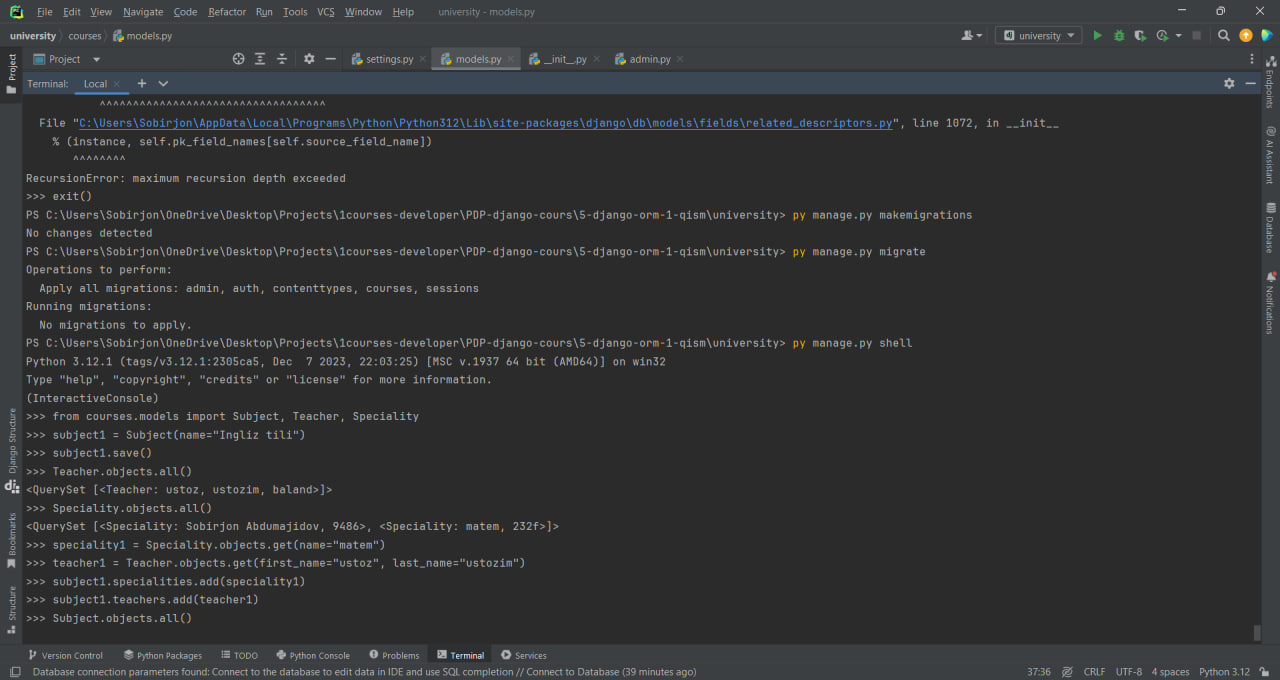 File Edit View Navigate Code Refactor Run Tools VCS Window Help university - models.py
university courses models.py university
Project settings.py models.py __init__.py admin.py
Terminal: Local
^^^^^^^^^^^^^^^^^^^^^^^^^^^^^^^^^^
File "C:\Users\Sobirjon\AppData\Local\Programs\Python\Python312\Lib\site-packages\django\db\models\fields\related_descriptors.py", line 1072, in __init__
% (instance, self.pk_field_names[self.source_field_name])
^^^^^^^^
RecursionError: maximum recursion depth exceeded
>>> exit()
PS C:\Users\Sobirjon\OneDrive\Desktop\Projects\1courses-developer\PDP-django-cours\5-django-orm-1-qism\university> py manage.py makemigrations
No changes detected
PS C:\Users\Sobirjon\OneDrive\Desktop\Projects\1courses-developer\PDP-django-cours\5-django-orm-1-qism\university> py manage.py migrate
Operations to perform:
Apply all migrations: admin, auth, contenttypes, courses, sessions
Running migrations:
No migrations to apply.
PS C:\Users\Sobirjon\OneDrive\Desktop\Projects\1courses-developer\PDP-django-cours\5-django-orm-1-qism\university> py manage.py shell
Python 3.12.1 (tags/v3.12.1:2305ca5, Dec  7 2023, 22:03:25) [MSC v.1937 64 bit (AMD64)] on win32
Type "help", "copyright", "credits" or "license" for more information.
(InteractiveConsole)
>>> from courses.models import Subject, Teacher, Speciality
>>> subject1 = Subject(name="Ingliz tili")
>>> subject1.save()
>>> Teacher.objects.all()
<QuerySet [<Teacher: ustoz, ustozim, baland>]>
>>> Speciality.objects.all()
<QuerySet [<Speciality: Sobirjon Abdumajidov, 9486>, <Speciality: matem, 232f>]>
>>> speciality1 = Speciality.objects.get(name="matem")
>>> teacher1 = Teacher.objects.get(first_name="ustoz", last_name="ustozim")
>>> subject1.specialities.add(speciality1)
>>> subject1.teachers.add(teacher1)
>>> Subject.objects.all()
Project
Django Structure
Bookmarks
Structure
Endpoints
AI Assistant
Database
Notifications
Version Control Python Packages TODO Python Console Problems Terminal Services
Database connection parameters found: Connect to the database to edit data in IDE and use SQL completion // Connect to Database (39 minutes ago) 37:36 CRLF UTF-8 4 spaces Python 3.12